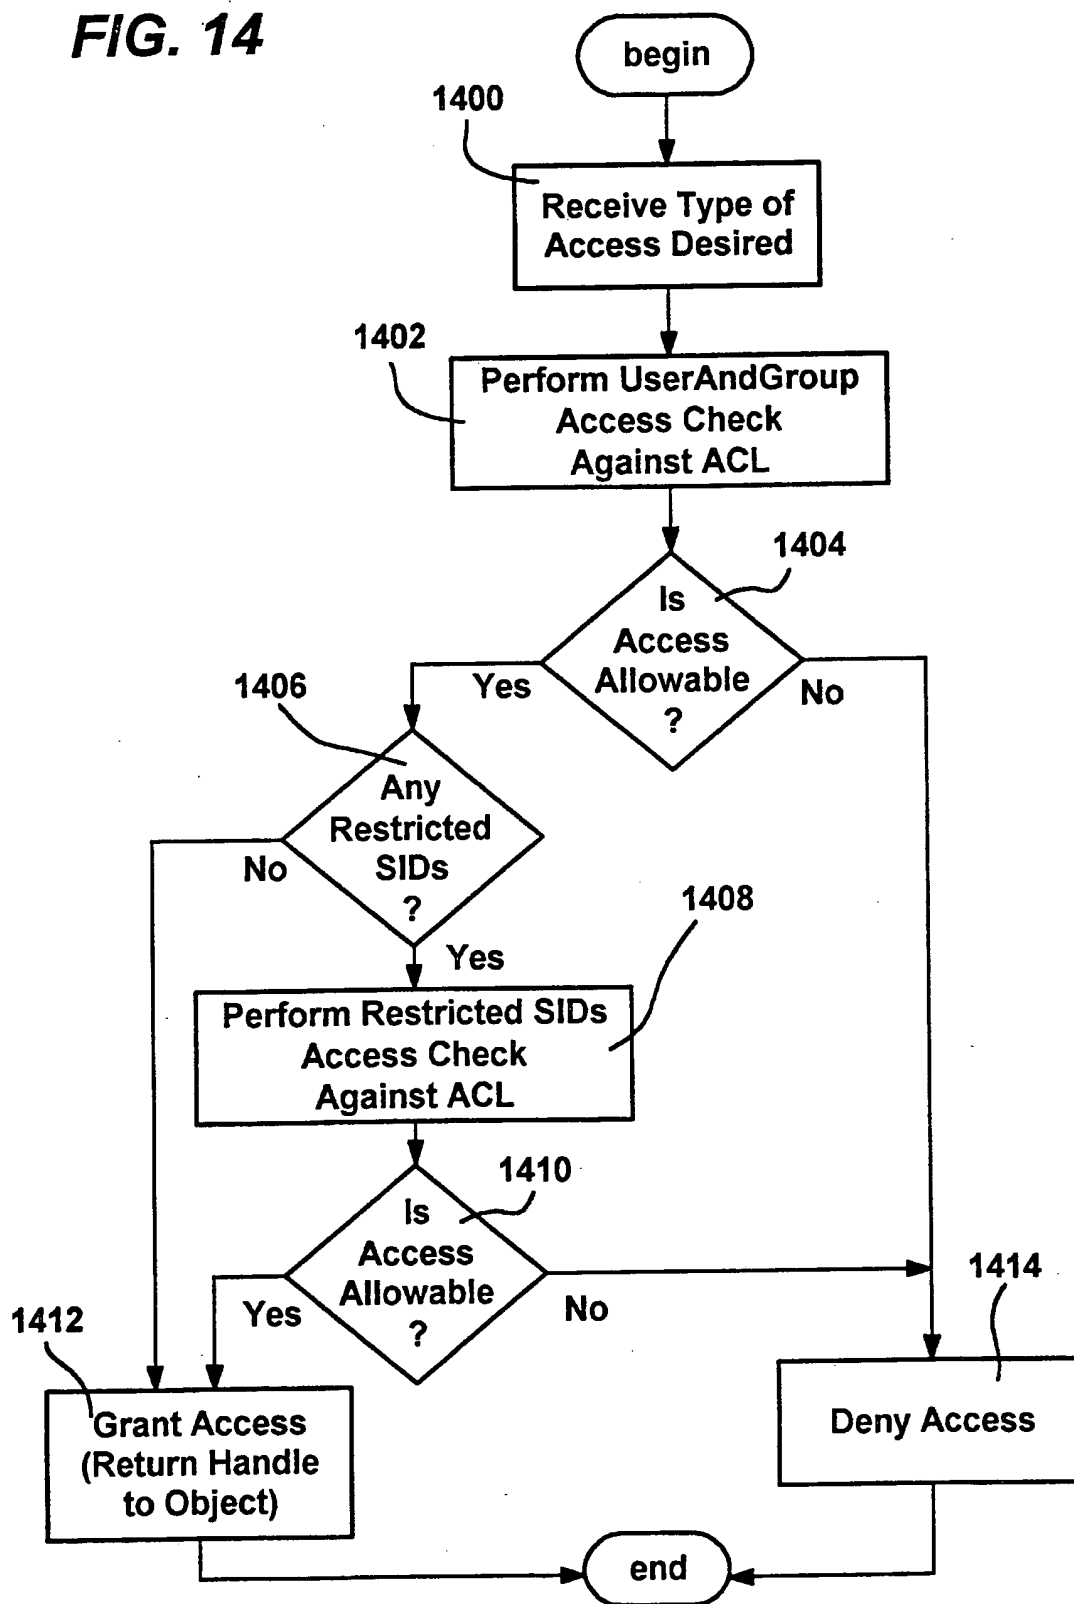 FIG. 14
begin
1400
Receive Type of
Access Desired
1402
Perform UserAndGroup
Access Check
Against ACL
1404
Is
Access
Allowable
?
Yes
No
1406
Any
Restricted
SIDs
?
No
Yes
1408
Perform Restricted SIDs
Access Check
Against ACL
1410
Is
Access
Allowable
?
Yes
No
1412
Grant Access
(Return Handle
to Object)
1414
Deny Access
end